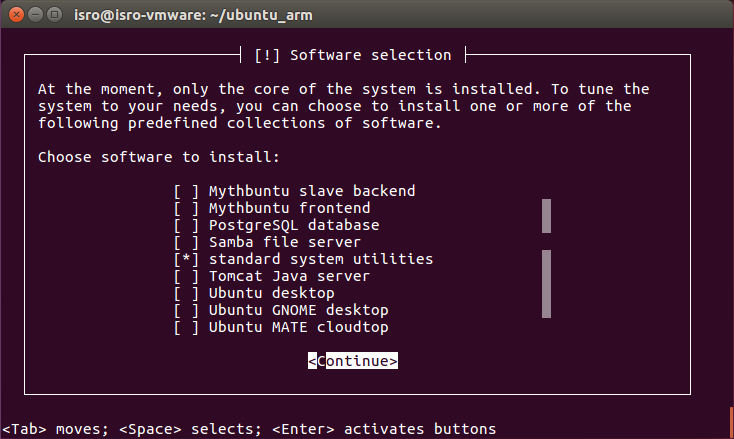 isro@isro-vmware: ~/ubuntu_arm
[!] Software selection
At the moment, only the core of the system is installed. To tune the
system to your needs, you can choose to install one or more of the
following predefined collections of software.
Choose software to install:
[ ] Mythbuntu slave backend
[ ] Mythbuntu frontend
[ ] PostgreSQL database
[ ] Samba file server
[*] standard system utilities
[ ] Tomcat Java server
[ ] Ubuntu desktop
[ ] Ubuntu GNOME desktop
[ ] Ubuntu MATE cloudtop
<Continue>
<Tab> moves; <Space> selects; <Enter> activates buttons